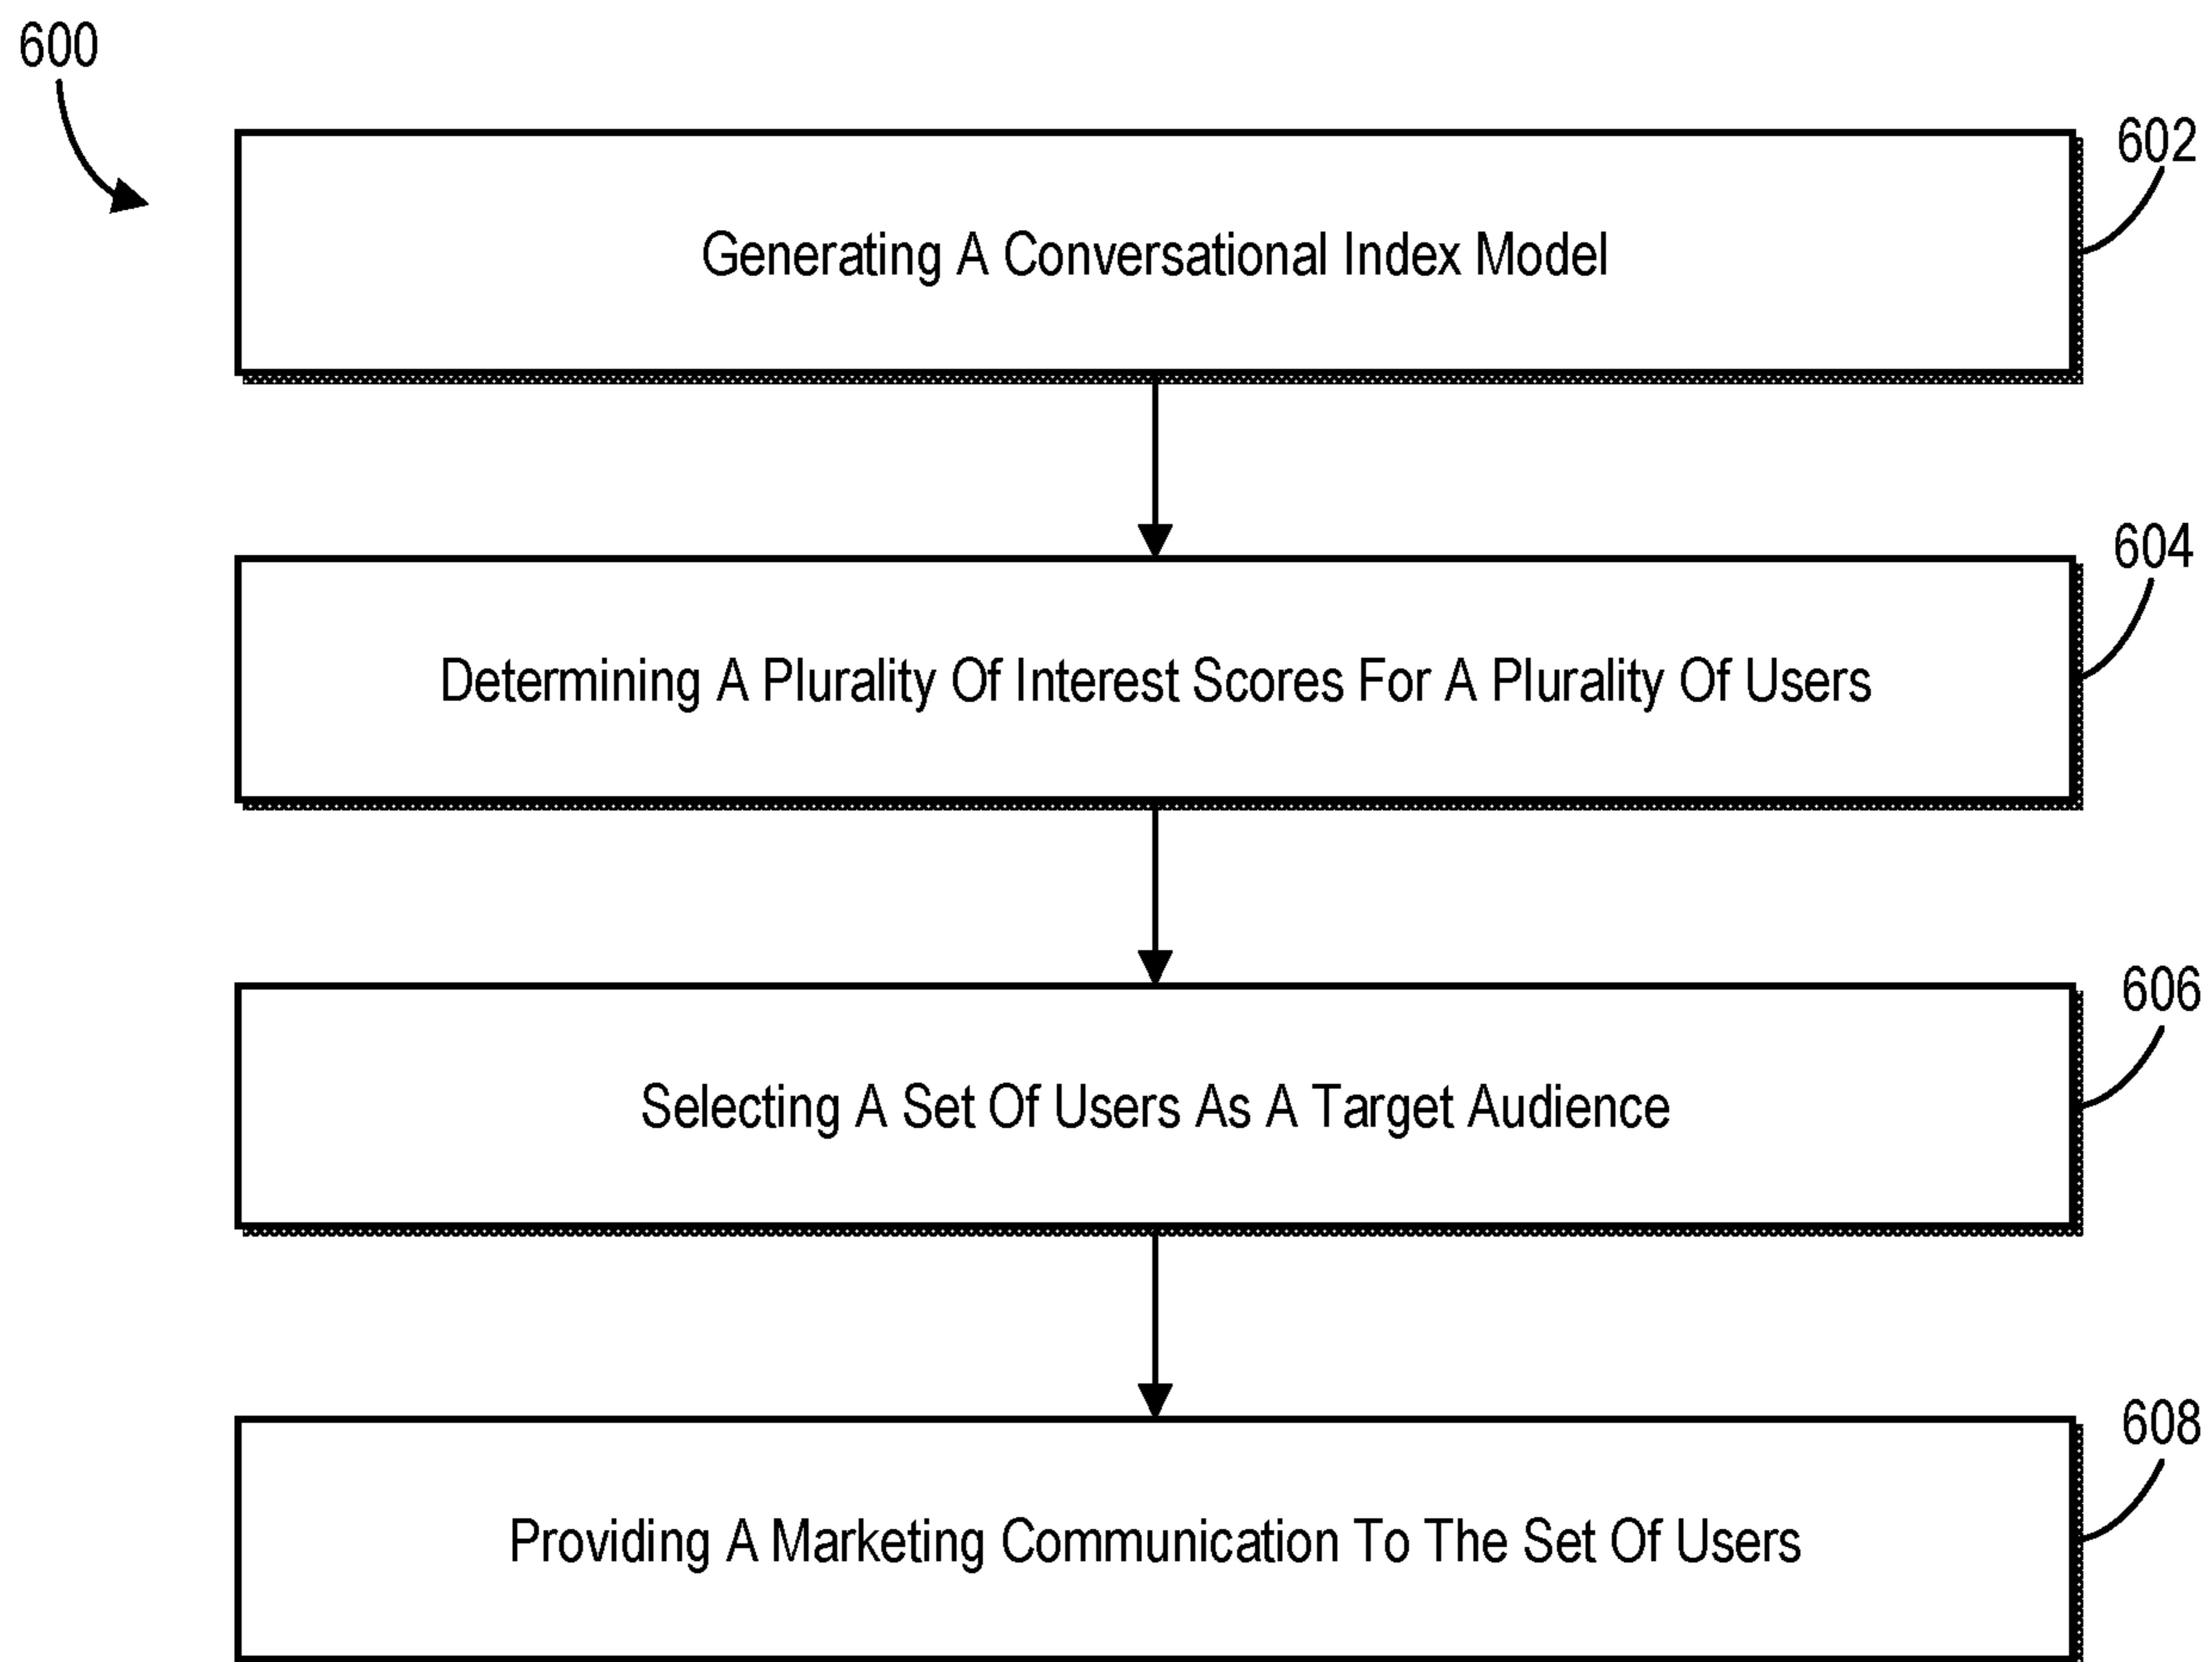 600
602
Generating A Conversational Index Model
604
Determining A Plurality Of Interest Scores For A Plurality Of Users
606
Selecting A Set Of Users As A Target Audience
608
Providing A Marketing Communication To The Set Of Users